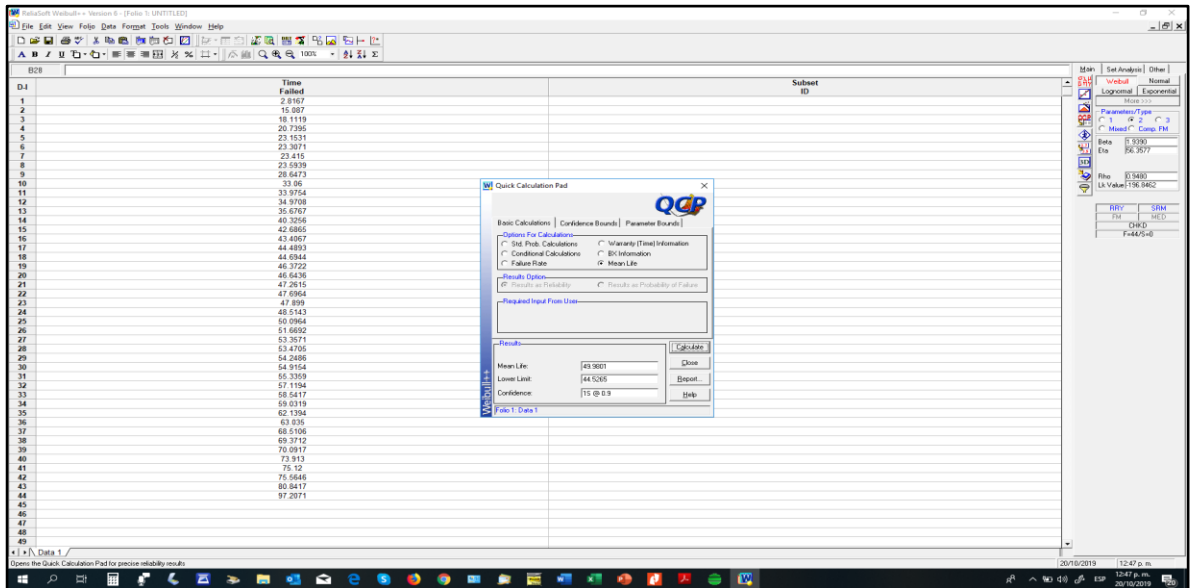 ReliaSoft Weibull++ Version 6 - [Folio 1: UNTITLED]
File Edit View Folio Data Format Tools Window Help
A B I U 100% Σ
B28
D-I Time Failed Subset ID
1 2.8167
2 15.087
3 18.1119
4 20.7395
5 23.1531
6 23.3071
7 23.415
8 23.5939
9 28.6473
10 33.06
11 33.9754
12 34.9708
13 35.6767
14 40.3256
15 42.6865
16 43.4067
17 44.4893
18 44.6944
19 46.3722
20 46.6436
21 47.2615
22 47.6964
23 47.899
24 48.5143
25 50.0964
26 51.6692
27 53.3571
28 53.4705
29 54.2486
30 54.9154
31 55.3359
32 57.1194
33 58.5417
34 59.0319
35 62.1394
36 63.035
37 68.5106
38 69.3712
39 70.0917
40 73.913
41 75.12
42 75.5646
43 80.8417
44 97.2071
45
46
47
48
49
Data 1
Quick Calculation Pad
QCP
Basic Calculations Confidence Bounds Parameter Bounds
Options For Calculations
Std. Prob. Calculations Warranty (Time) Information
Conditional Calculations BX Information
Failure Rate Mean Life
Results Option
Results as Reliability Results as Probability of Failure
Required Input From User
Results
Mean Life: 49.9801
Lower Limit: 44.5265
Confidence: 1S @ 0.9
Calculate
Close
Report...
Help
Weibull++
Folio 1: Data 1
Main Set Analysis Other
Weibull Normal
Lognormal Exponential
More >>>
Parameters/Type
1 2 3
Mixed Comp. FM
Beta 1.9390
Eta 56.3577
Rho 0.9480
Lk Value -196.8462
RRY SRM
FM MED
CHKD
F=44/S=0
Opens the Quick Calculation Pad for precise reliability results
20/10/2019 12:47 p. m.
ESP 12:47 p. m.
20/10/2019